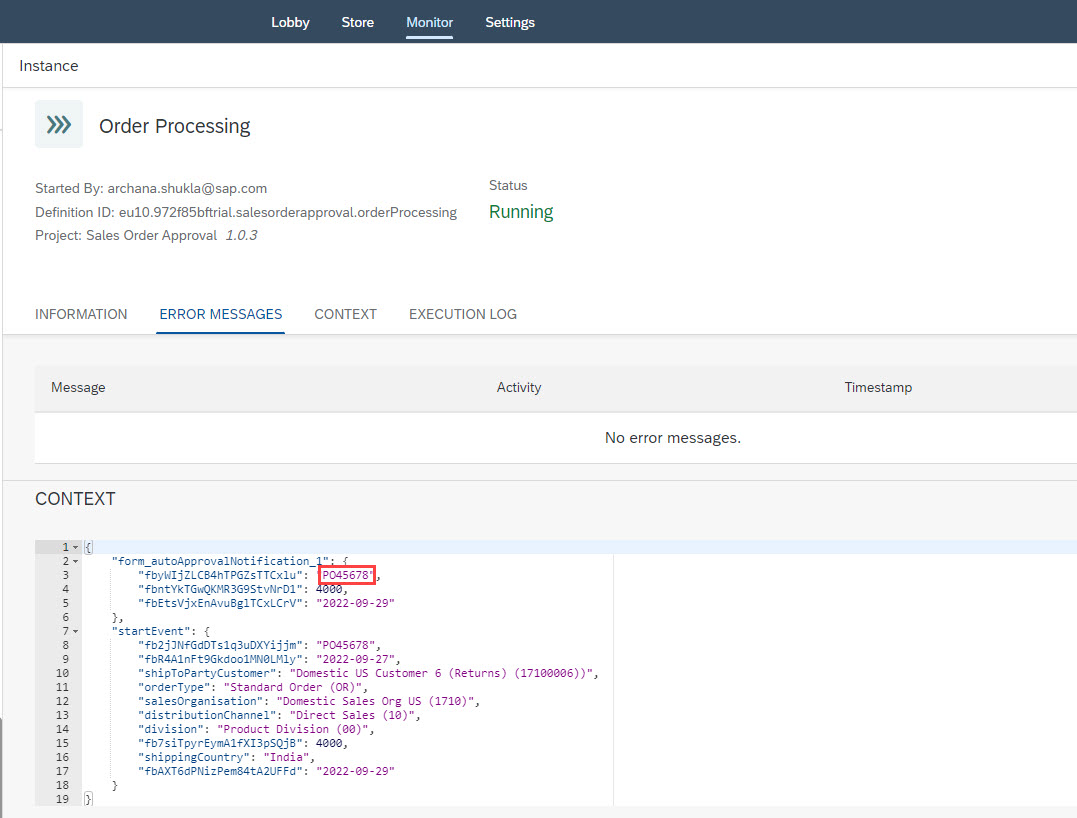 Lobby Store Monitor Settings
Instance
Order Processing
Started By: archana.shukla@sap.com
Status
Definition ID: eu10.972f85bftrial.salesorderapproval.orderProcessing
Running
Project: Sales Order Approval 1.0.3
INFORMATION ERROR MESSAGES CONTEXT EXECUTION LOG
Message Activity Timestamp
No error messages.
CONTEXT
1 {
2 "form_autoApprovalNotification_1": {
3 "fbyWIjZLCB4hTPGZsTTCxlu": "PO45678",
4 "fbntYkTGwQKMR3G9StvNrD1": 4000,
5 "fbEtsVjxEnAvuBglTCxLCrV": "2022-09-29"
6 },
7 "startEvent": {
8 "fb2jJNfGdDTs1q3uDXYijjm": "PO45678",
9 "fbR4A1nFt9Gkdoo1MN0LMly": "2022-09-27",
10 "shipToPartyCustomer": "Domestic US Customer 6 (Returns) (17100006))",
11 "orderType": "Standard Order (OR)",
12 "salesOrganisation": "Domestic Sales Org US (1710)",
13 "distributionChannel": "Direct Sales (10)",
14 "division": "Product Division (00)",
15 "fb7siTpyrEymA1fXI3pSQjB": 4000,
16 "shippingCountry": "India",
17 "fbAXT6dPNizPem84tA2UFFd": "2022-09-29"
18 }
19 }